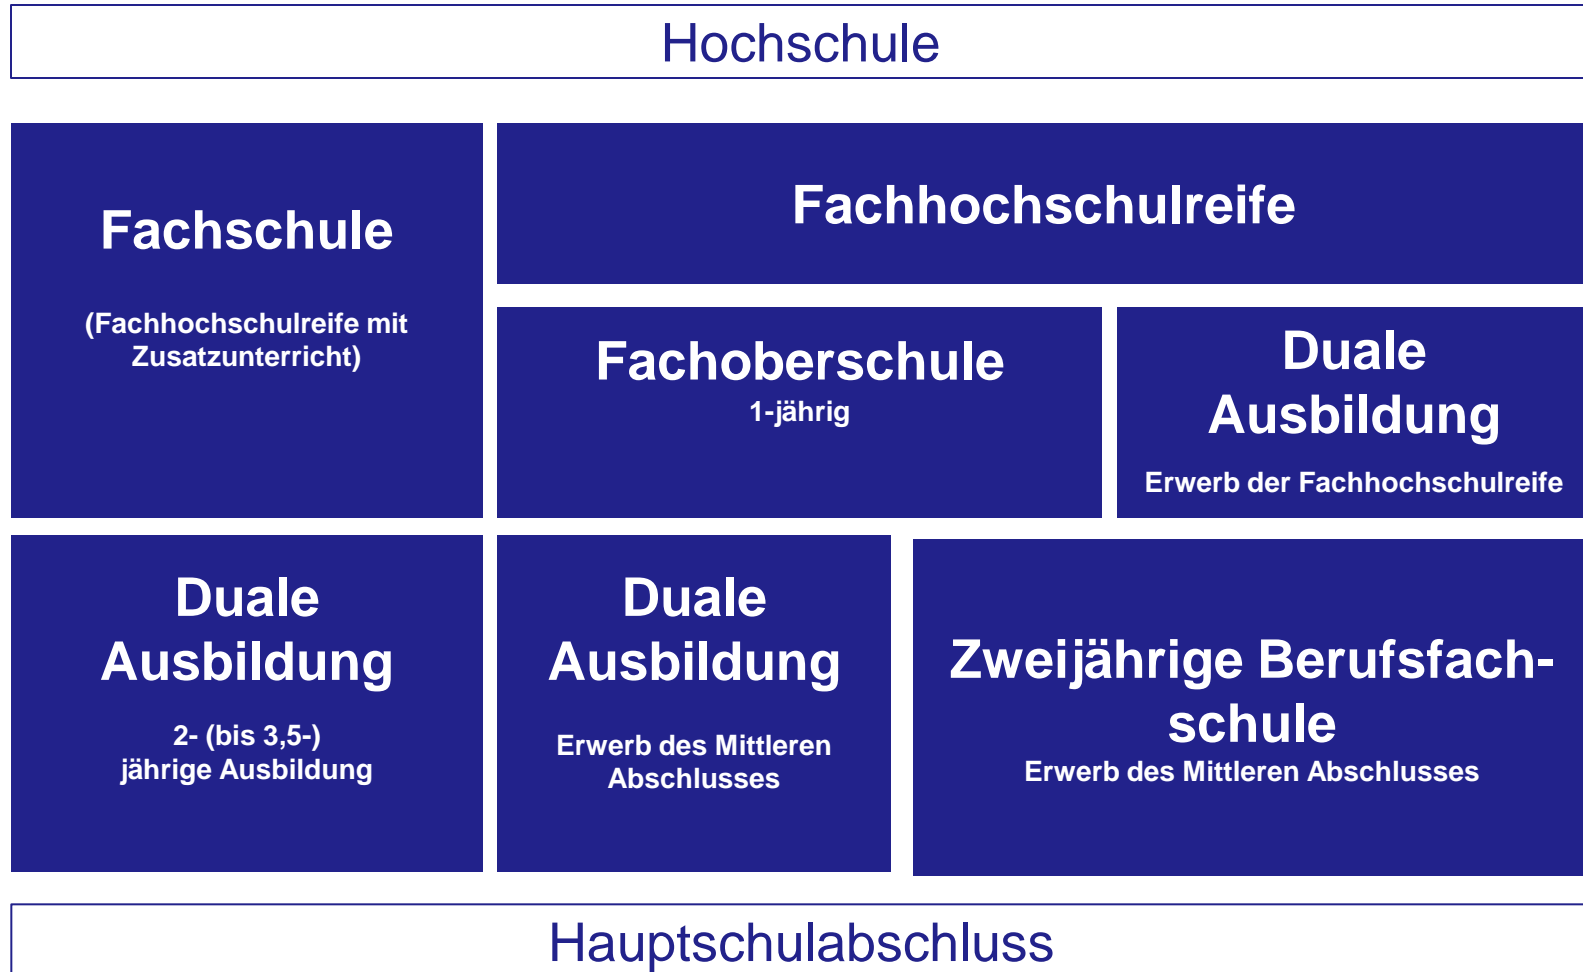 Hochschule
Fachschule
(Fachhochschulreife mit
Zusatzunterricht)
Fachhochschulreife
Fachoberschule
1-jährig
Duale
Ausbildung
Erwerb der Fachhochschulreife
Duale
Ausbildung
2- (bis 3,5-)
jährige Ausbildung
Duale
Ausbildung
Erwerb des Mittleren
Abschlusses
Zweijährige Berufsfach-
schule
Erwerb des Mittleren Abschlusses
Hauptschulabschluss